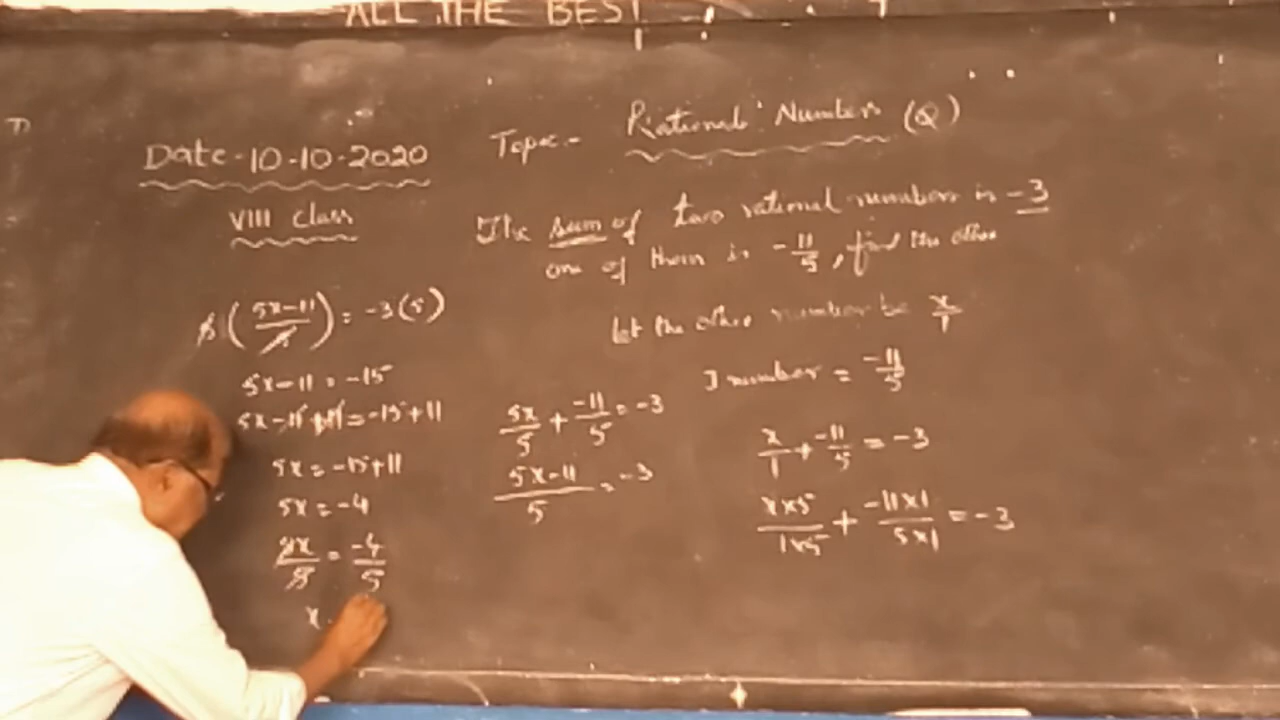 ALL THE BEST
Date-10-10-2020
Topic- Rational Numbers (Q)
VIII class
The sum of two rational numbers is -3
one of them is -11/5, find the other
let the other number be x/1
I number = -11/5
x/1 + -11/5 = -3
x×5/1×5 + -11×1/5×1 = -3
5x/5 + -11/5 = -3
5x-11/5 = -3
5(5x-11/5) = -3(5)
5x-11 = -15
5x-11+11 = -15+11
5x = -15+11
5x = -4
5x/5 = -4/5
x